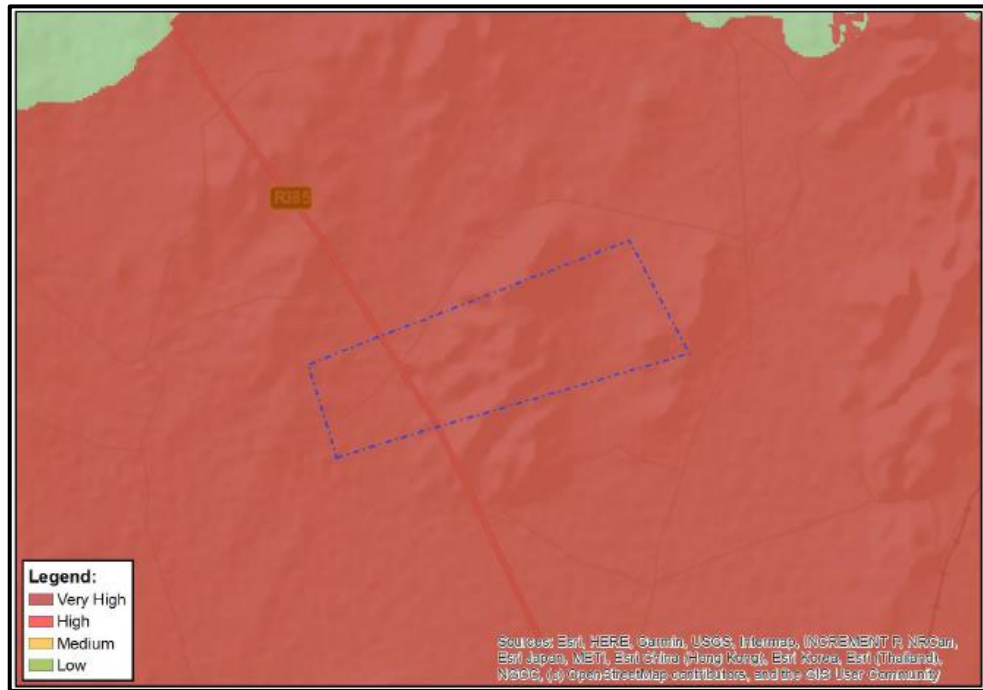 R385
Legend:
Very High
High
Medium
Low
Sources: Esri, HERE, Garmin, USGS, Intermap, INCREMENT P, NRCan,
Esri Japan, METI, Esri China (Hong Kong), Esri Korea, Esri (Thailand),
NGCC, (c) OpenStreetMap contributors, and the GIS User Community